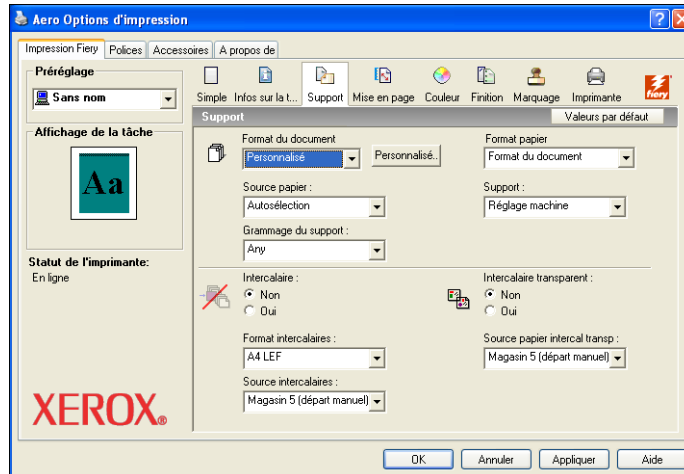 Aero Options d'impression
Impression Fiery Polices Accessoires A propos de
Préréglage
Sans nom
Simple Infos sur la t... Support Mise en page Couleur Finition Marquage Imprimante
fiery
Support Valeurs par défaut
Affichage de la tâche
Aa
Statut de l'imprimante:
En ligne
Format du document
Personnalisé Personnalisé..
Format papier
Format du document
Source papier :
Autosélection
Support :
Réglage machine
Grammage du support :
Any
Intercalaire :
Non
Oui
Intercalaire transparent :
Non
Oui
Format intercalaires :
A4 LEF
Source papier intercal transp :
Magasin 5 (départ manuel)
Source intercalaires :
Magasin 5 (départ manuel)
XEROX®
OK Annuler Appliquer Aide